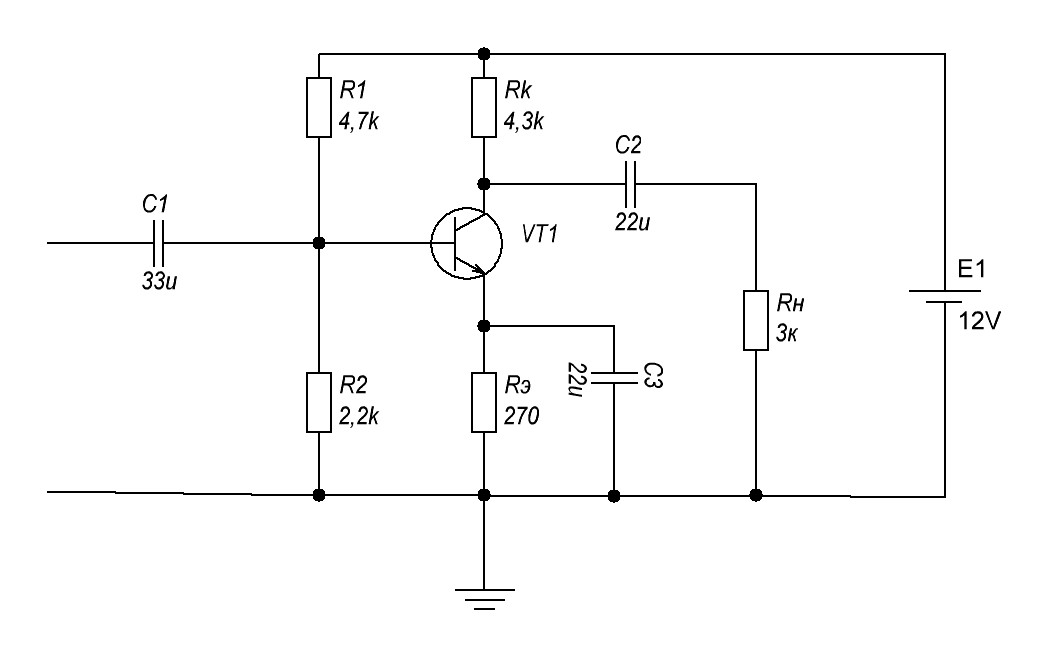 R1
4,7k
Rk
4,3k
C1
33u
C2
22u
VT1
E1
12V
Rн
3к
R2
2,2k
Rэ
270
C3
22u